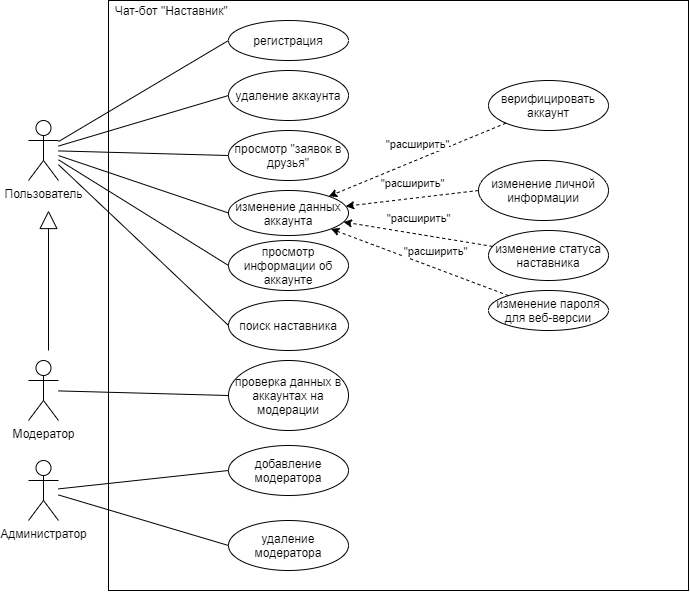 Чат-бот "Наставник"
регистрация
удаление аккаунта
верифицировать
аккаунт
просмотр "заявок в
друзья"
"расширить"
Пользователь
"расширить"
изменение личной
информации
изменение данных
аккаунта
"расширить"
просмотр
информации об
аккаунте
"расширить"
изменение статуса
наставника
изменение пароля
для веб-версии
поиск наставника
проверка данных в
аккаунтах на
модерации
Модератор
добавление
модератора
Администратор
удаление
модератора